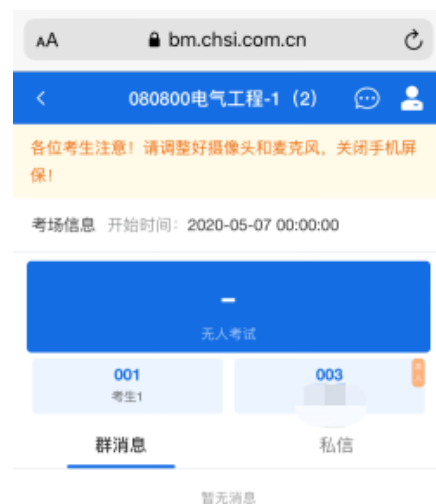 AA bm.chsi.com.cn
080800电气工程-1（2）
各位考生注意！请调整好摄像头和麦克风，关闭手机屏
保！
考场信息 开始时间：2020-05-07 00:00:00
–
无人考试
001 003
考生1
群消息 私信
暂无消息